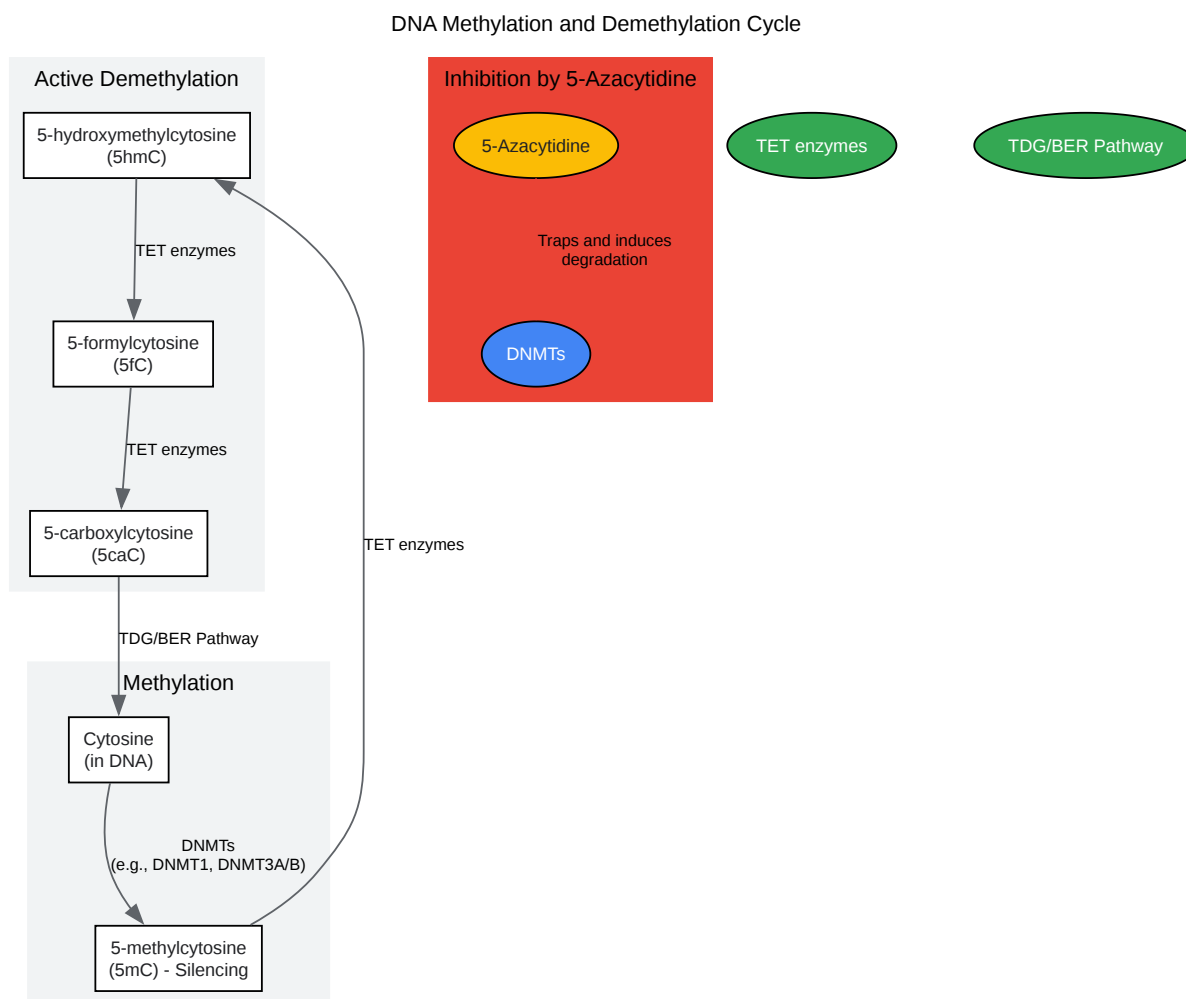 DNA Methylation and Demethylation Cycle
Active Demethylation
5-hydroxymethylcytosine
(5hmC)
TET enzymes
5-formylcytosine
(5fC)
TET enzymes
5-carboxylcytosine
(5caC)
TDG/BER Pathway
Methylation
Cytosine
(in DNA)
DNMTs
(e.g., DNMT1, DNMT3A/B)
5-methylcytosine
(5mC) - Silencing
TET enzymes
Inhibition by 5-Azacytidine
5-Azacytidine
Traps and induces
degradation
DNMTs
TET enzymes
TDG/BER Pathway